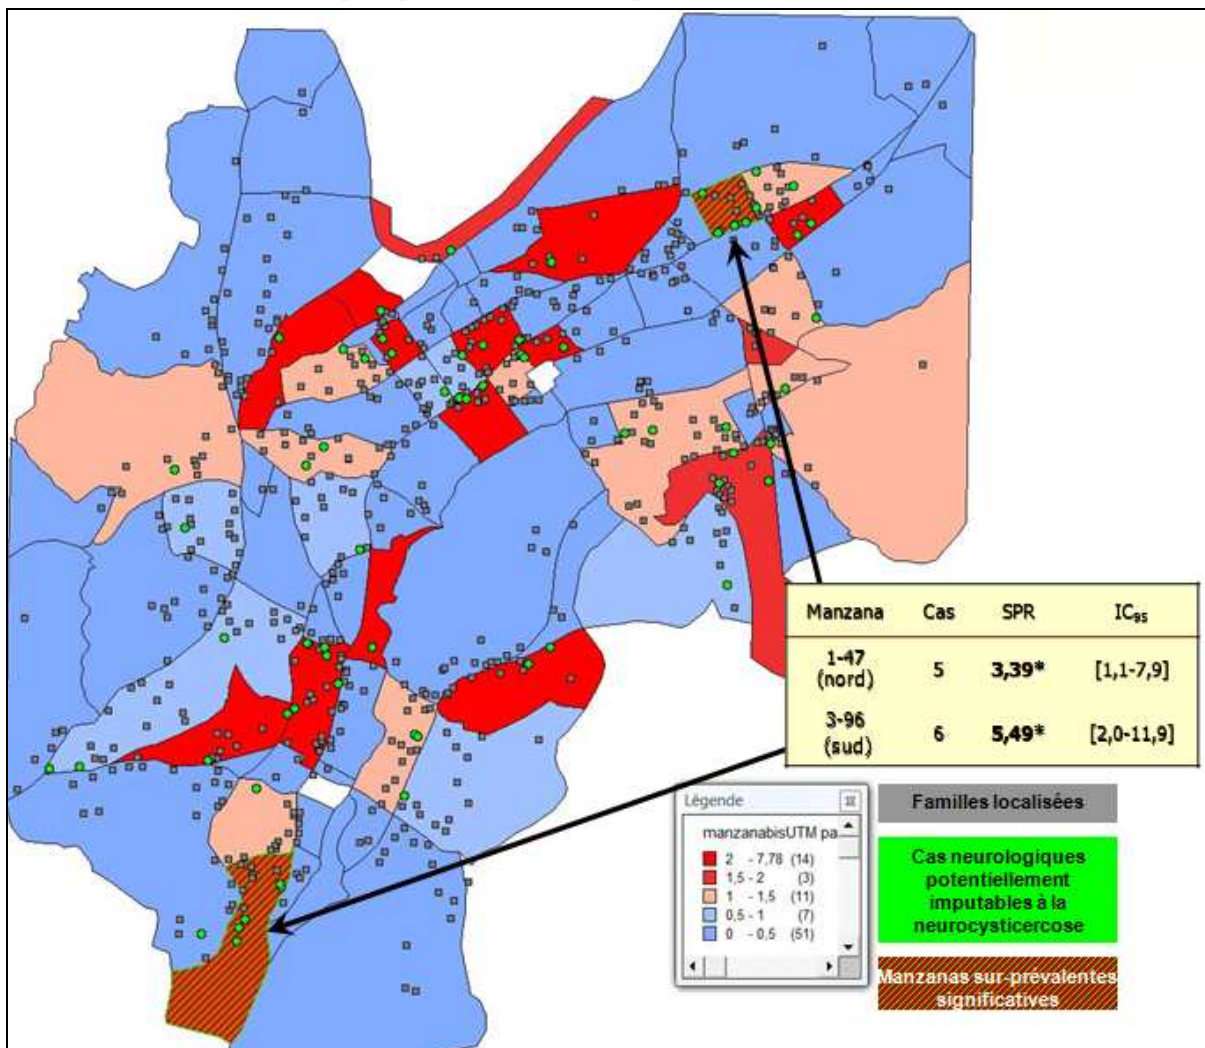 Manzana Cas SPR IC95
1-47
(nord) 5 3,39* [1,1-7,9]
3-96
(sud) 6 5,49* [2,0-11,9]
Légende
manzanabisUTM pa
2 - 7,78 (14)
1,5 - 2 (3)
1 - 1,5 (11)
0,5 - 1 (7)
0 - 0,5 (51)
Familles localisées
Cas neurologiques
potentiellement
imputables à la
neurocysticercose
Manzanas sur-prévalentes
significatives